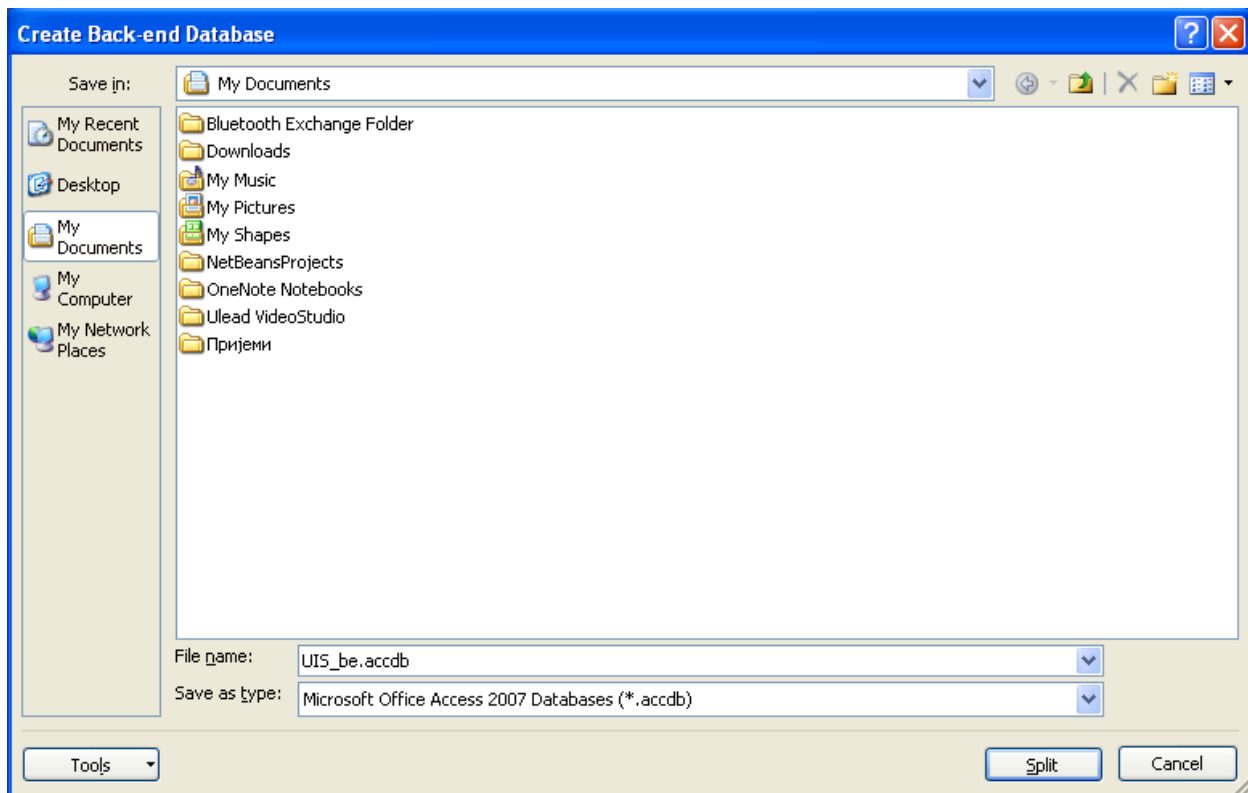 Create Back-end Database
Save in:
My Documents
My Recent
Documents
Desktop
My
Documents
My
Computer
My Network
Places
Bluetooth Exchange Folder
Downloads
My Music
My Pictures
My Shapes
NetBeansProjects
OneNote Notebooks
Ulead VideoStudio
Пријеми
File name:
UIS_be.accdb
Save as type:
Microsoft Office Access 2007 Databases (*.accdb)
Tools
Split
Cancel